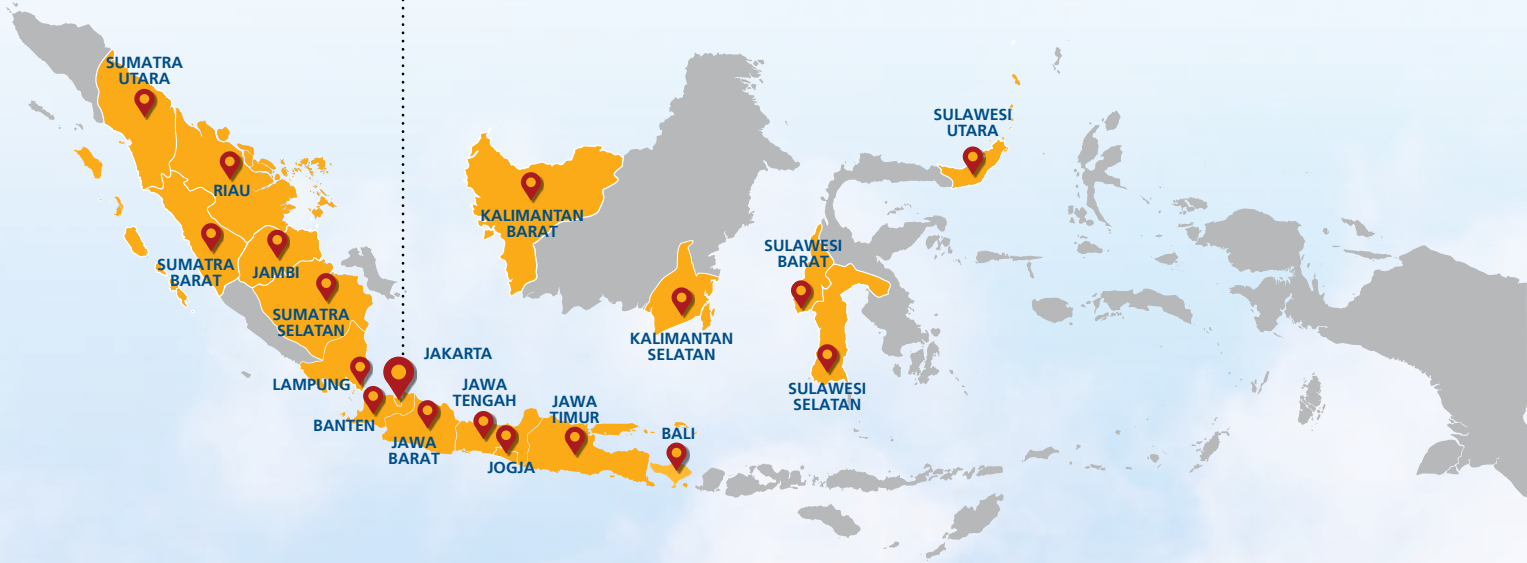 SUMATRA
UTARA
RIAU
SUMATRA
BARAT
JAMBI
SUMATRA
SELATAN
LAMPUNG
BANTEN
JAKARTA
JAWA
BARAT
JAWA
TENGAH
JOGJA
JAWA
TIMUR
BALI
KALIMANTAN
BARAT
KALIMANTAN
SELATAN
SULAWESI
BARAT
SULAWESI
SELATAN
SULAWESI
UTARA